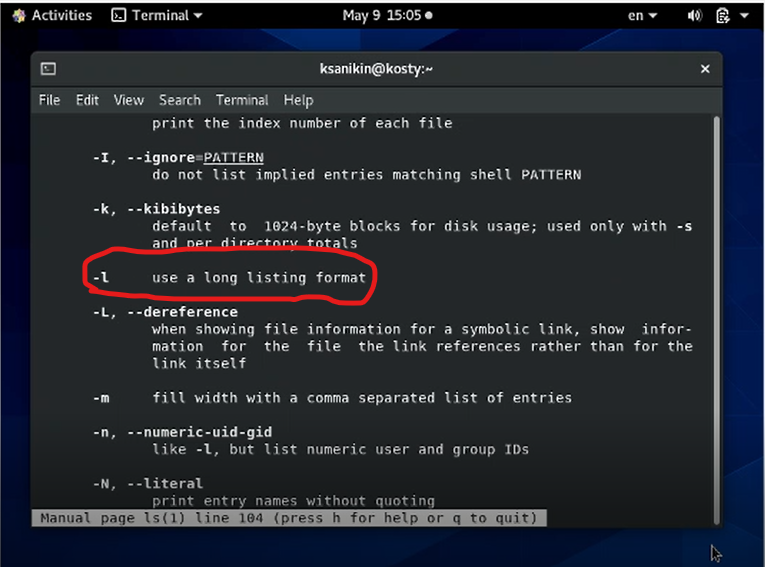 Activities Terminal May 9 15:05 en
ksanikin@kosty:~
File Edit View Search Terminal Help
print the index number of each file
-I, --ignore=PATTERN
do not list implied entries matching shell PATTERN
-k, --kibibytes
default to 1024-byte blocks for disk usage; used only with -s
and per directory totals
-l use a long listing format
-L, --dereference
when showing file information for a symbolic link, show infor-
mation for the file the link references rather than for the
link itself
-m fill width with a comma separated list of entries
-n, --numeric-uid-gid
like -l, but list numeric user and group IDs
-N, --literal
print entry names without quoting
Manual page ls(1) line 104 (press h for help or q to quit)